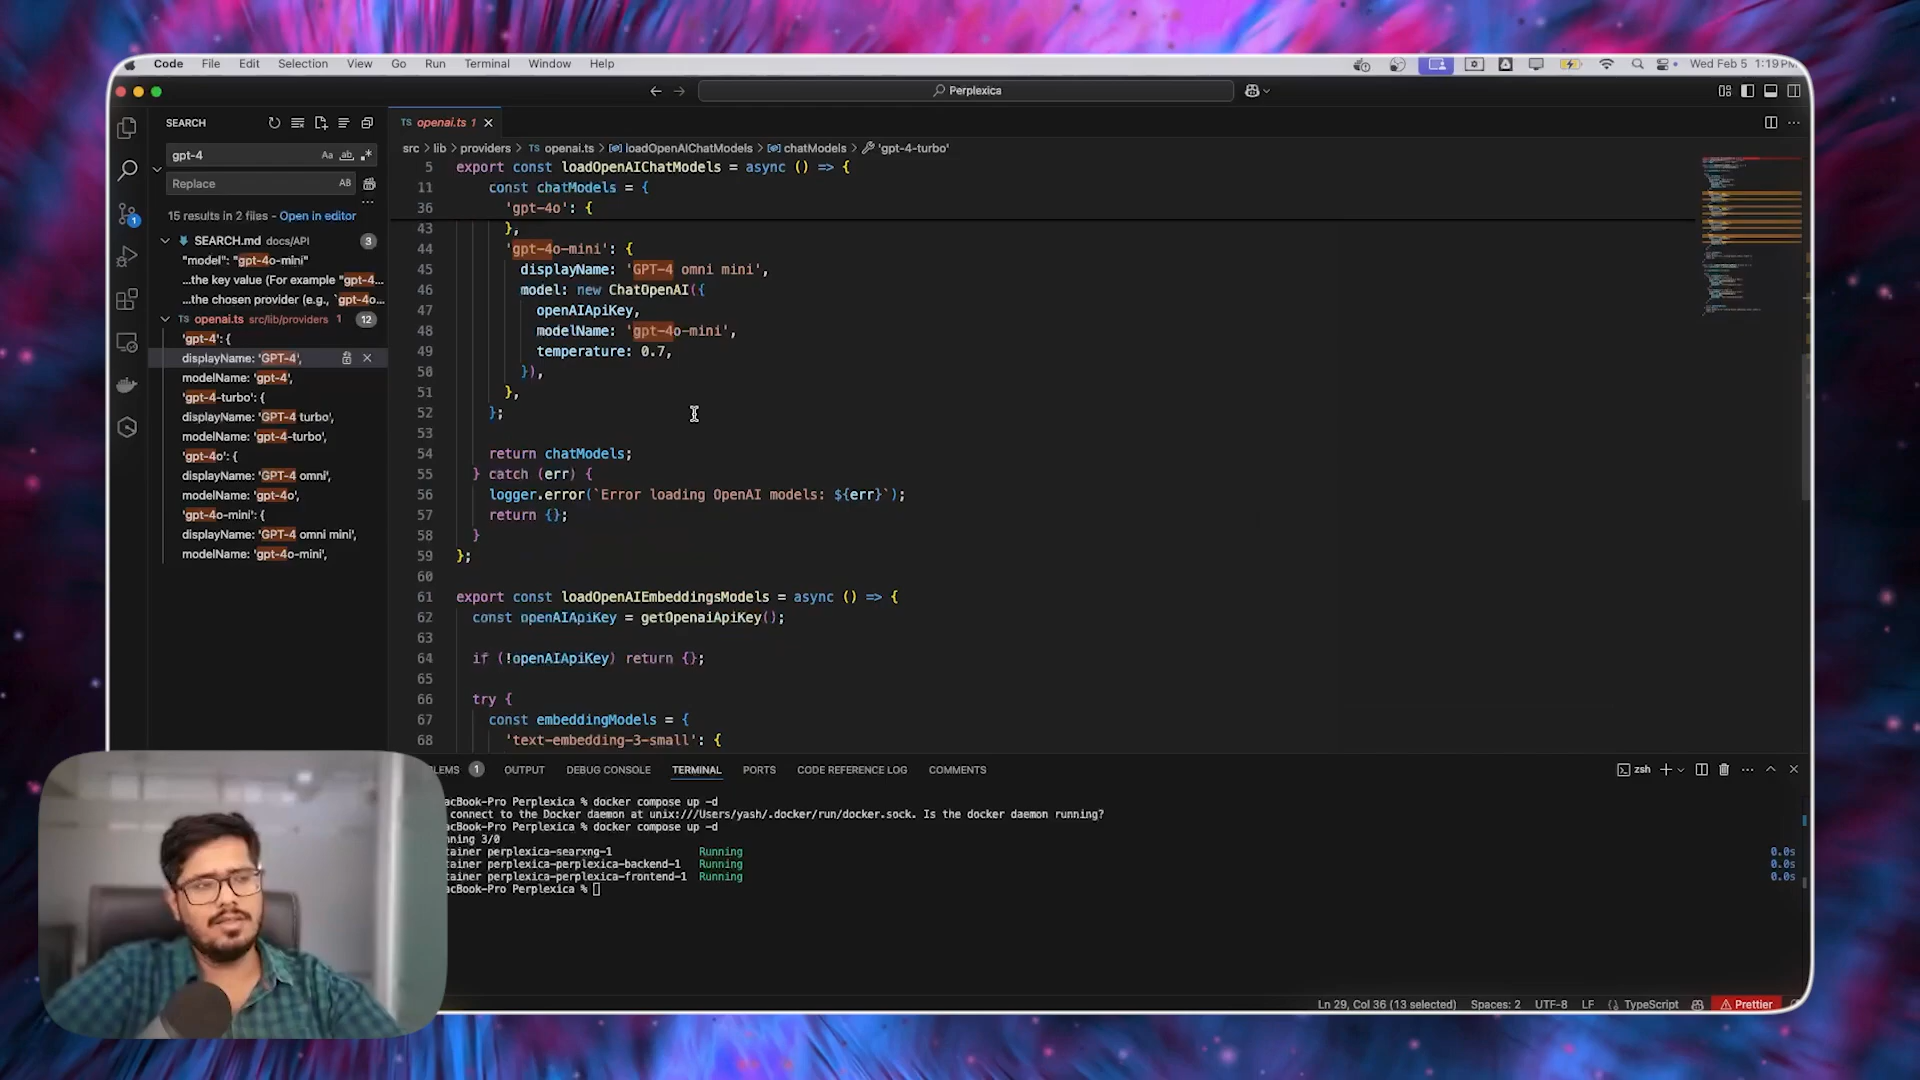 Code File Edit Selection View Go Run Terminal Window Help
Wed Feb 5 1:19PM
Perplexica
SEARCH
gpt-4
Aa ab
Replace
AB
15 results in 2 files - Open in editor
SEARCH.md docs/API 3
"model": "gpt-4o-mini"
...the key value (For example "gpt-4...
...the chosen provider (e.g., `gpt-4o...
openai.ts src/lib/providers 1 12
'gpt-4': {
displayName: 'GPT-4',
modelName: 'gpt-4',
'gpt-4-turbo': {
displayName: 'GPT-4 turbo',
modelName: 'gpt-4-turbo',
'gpt-4o': {
displayName: 'GPT-4 omni',
modelName: 'gpt-4o',
'gpt-4o-mini': {
displayName: 'GPT-4 omni mini',
modelName: 'gpt-4o-mini',
1
TS openai.ts 1
src > lib > providers > TS openai.ts > loadOpenAIChatModels > chatModels > 'gpt-4-turbo'
5 export const loadOpenAIChatModels = async () => {
11 const chatModels = {
36 'gpt-4o': {
43 },
44 'gpt-4o-mini': {
45 displayName: 'GPT-4 omni mini',
46 model: new ChatOpenAI({
47 openAIApiKey,
48 modelName: 'gpt-4o-mini',
49 temperature: 0.7,
50 }),
51 },
52 };
53
54 return chatModels;
55 } catch (err) {
56 logger.error(`Error loading OpenAI models: ${err}`);
57 return {};
58 }
59 };
60
61 export const loadOpenAIEmbeddingsModels = async () => {
62 const openAIApiKey = getOpenaiApiKey();
63
64 if (!openAIApiKey) return {};
65
66 try {
67 const embeddingModels = {
68 'text-embedding-3-small': {
LEMS 1 OUTPUT DEBUG CONSOLE TERMINAL PORTS CODE REFERENCE LOG COMMENTS
zsh
acBook-Pro Perplexica % docker compose up -d
connect to the Docker daemon at unix:///Users/yash/.docker/run/docker.sock. Is the docker daemon running?
acBook-Pro Perplexica % docker compose up -d
nning 3/0
tainer perplexica-searxng-1 Running 0.0s
tainer perplexica-perplexica-backend-1 Running 0.0s
tainer perplexica-perplexica-frontend-1 Running 0.0s
acBook-Pro Perplexica %
Ln 29, Col 36 (13 selected) Spaces: 2 UTF-8 LF {} TypeScript Prettier